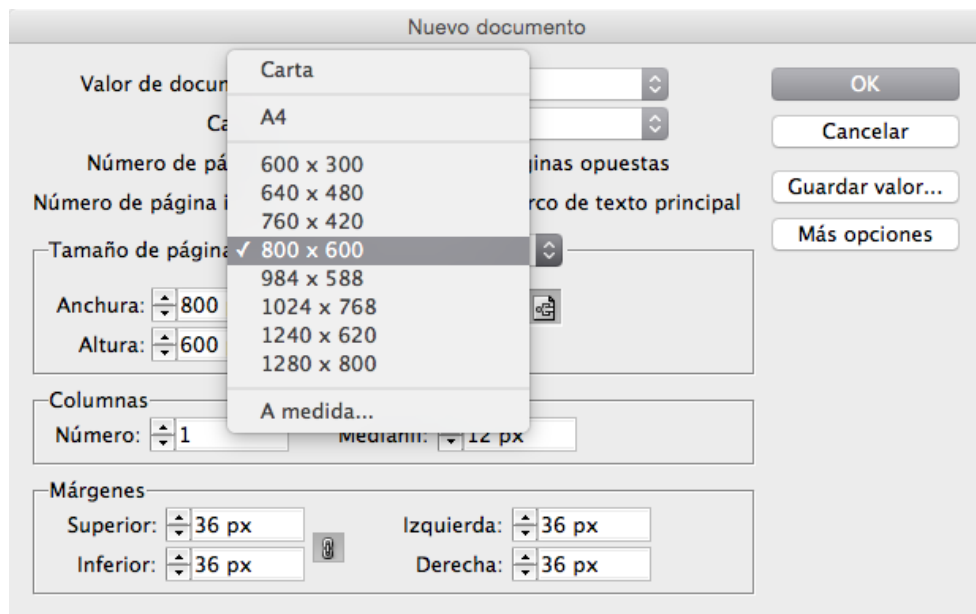 Nuevo documento
Valor de docum
OK
Ca
Cancelar
Número de pá
ginas opuestas
Guardar valor...
Número de página i
rco de texto principal
Más opciones
Tamaño de página
Carta
A4
600 x 300
640 x 480
760 x 420
✓ 800 x 600
984 x 588
1024 x 768
1240 x 620
1280 x 800
A medida...
Anchura: 800
Altura: 600
Columnas
Número: 1
Medianil: 12 px
Márgenes
Superior: 36 px
Izquierda: 36 px
Inferior: 36 px
Derecha: 36 px